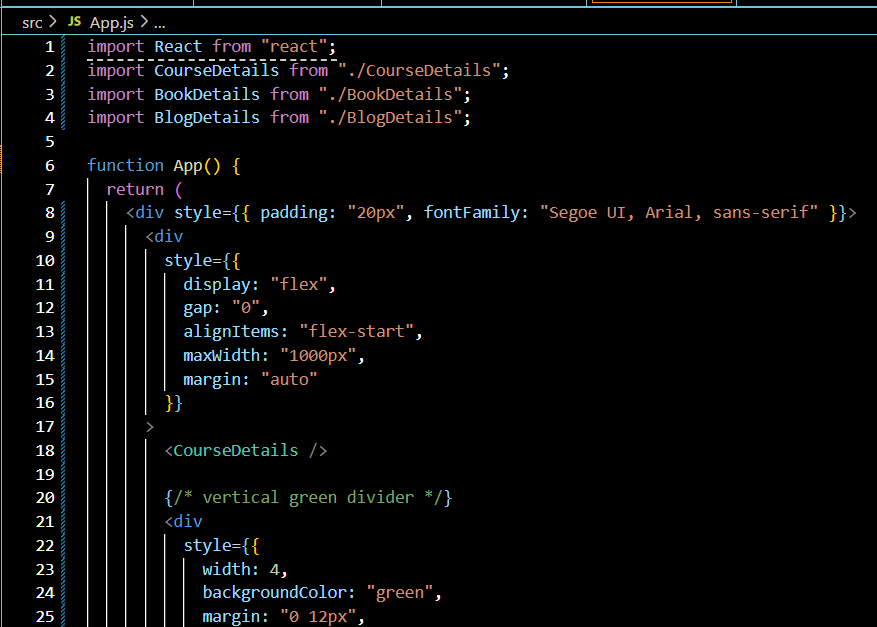 src > JS App.js > ...
1 import React from "react";
2 import CourseDetails from "./CourseDetails";
3 import BookDetails from "./BookDetails";
4 import BlogDetails from "./BlogDetails";
5
6 function App() {
7 return (
8 <div style={{ padding: "20px", fontFamily: "Segoe UI, Arial, sans-serif" }}>
9 <div
10 style={{
11 display: "flex",
12 gap: "0",
13 alignItems: "flex-start",
14 maxWidth: "1000px",
15 margin: "auto"
16 }}
17 >
18 <CourseDetails />
19
20 {/* vertical green divider */}
21 <div
22 style={{
23 width: 4,
24 backgroundColor: "green",
25 margin: "0 12px",